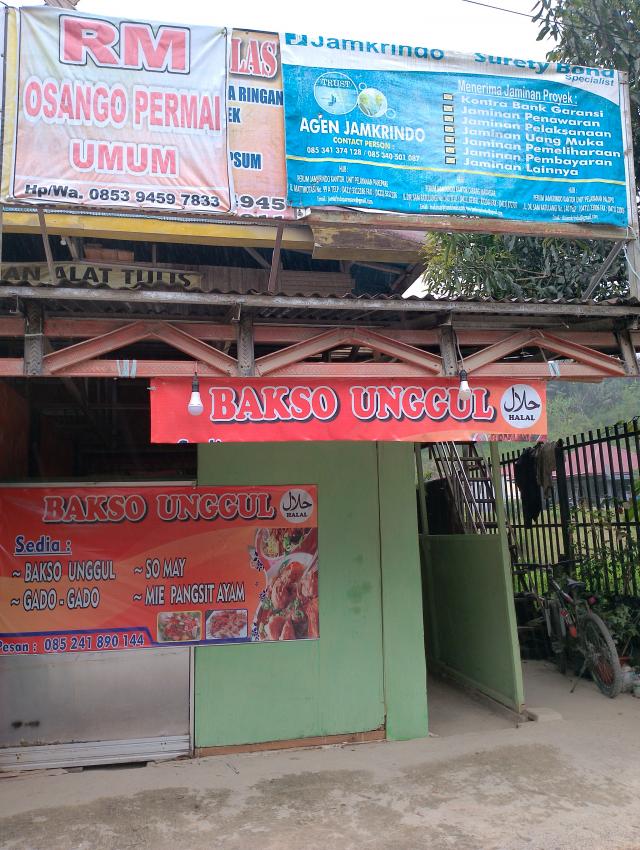 RM
OSANGO PERMAI
UMUM
Hp/Wa. 0853 9459 7833
LAS
A RINGAN
EK
PSUM
Jamkrindo Surety Bond
specialist
TRUST
AGEN JAMKRINDO
CONTACT PERSON :
085 341 374 128 / 085 340 501 087
Menerima Jaminan Proyek :
Kontra Bank Garansi
Jaminan Penawaran
Jaminan Pelaksanaan
Jaminan Uang Muka
Jaminan Pemeliharaan
Jaminan Pembayaran
Jaminan Lainnya
AN ALAT TULIS
BAKSO UNGGUL
حلال
HALAL
BAKSO UNGGUL
حلال
HALAL
Sedia :
~ BAKSO UNGGUL ~ SO MAY
~ GADO - GADO ~ MIE PANGSIT AYAM
Pesan : 085 241 890 144